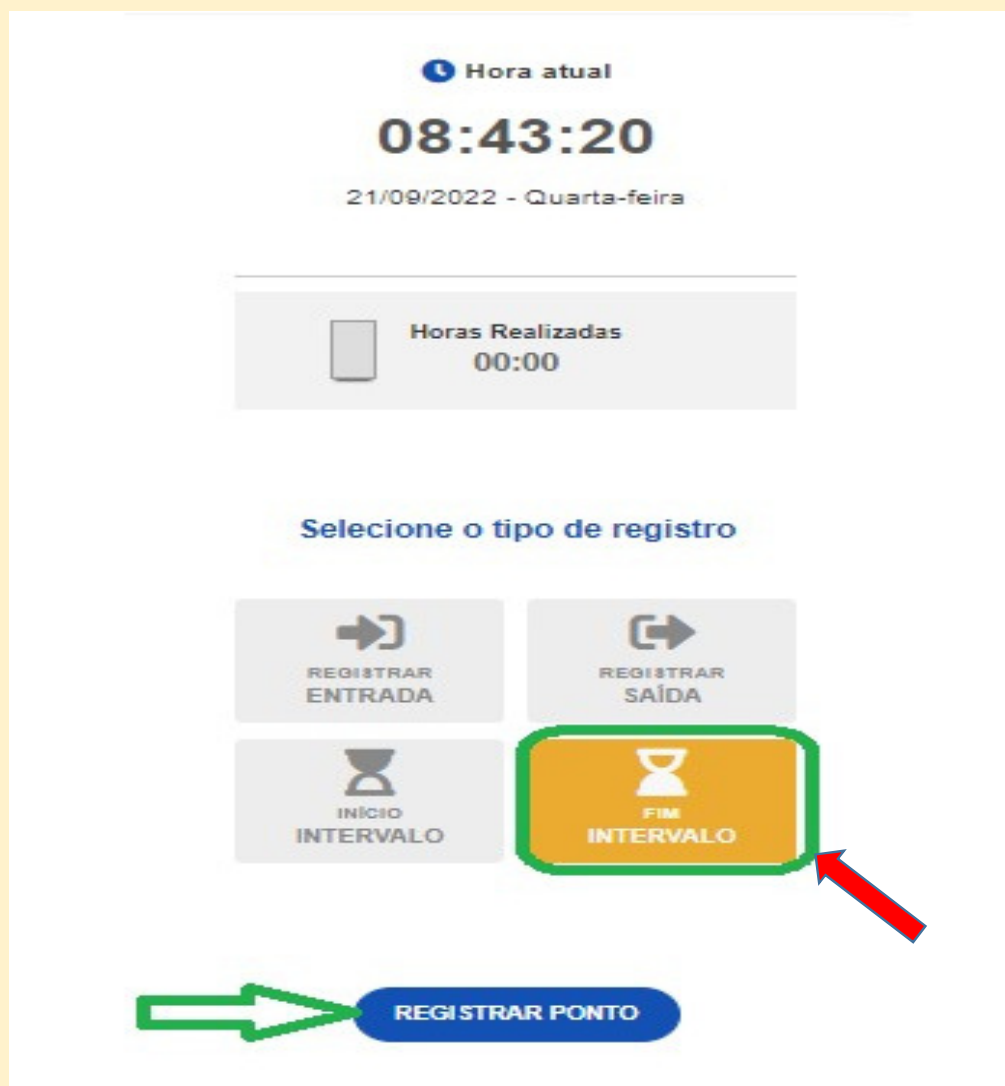 Hora atual
08:43:20
21/09/2022 - Quarta-feira
Horas Realizadas
00:00
Selecione o tipo de registro
REGISTRAR
ENTRADA
REGISTRAR
SAÍDA
INÍCIO
INTERVALO
FIM
INTERVALO
REGISTRAR PONTO